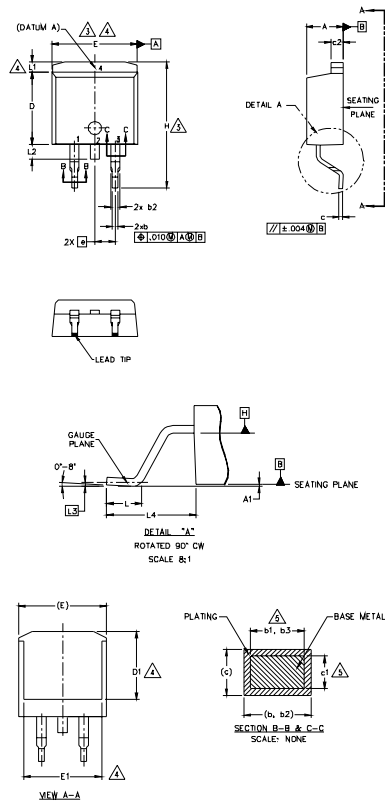 3 4
(DATUM A)
E
A
4
L1
4
D
H
3
1 2 3
C C
L2
B B
2x b2
2xb
2X e
⌖ .010 Ⓜ A Ⓜ B
A
A
B
c2
DETAIL A
SEATING
PLANE
c
A
// ±.004 Ⓜ B
LEAD TIP
H
GAUGE
PLANE
0°-8°
B
SEATING PLANE
L3
L
L4
A1
DETAIL "A"
ROTATED 90° CW
SCALE 8:1
(E)
D1 4
E1
4
VIEW A-A
PLATING
BASE METAL
b1, b3
(c)
c1 5
(b, b2)
SECTION B-B & C-C
SCALE: NONE